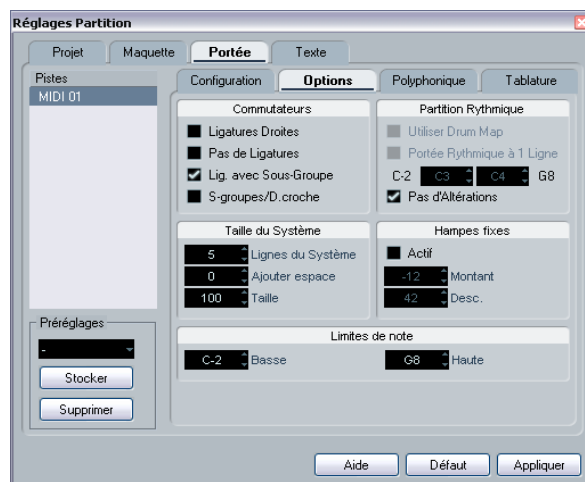 Réglages Partition
Projet Maquette Portée Texte
Pistes
MIDI 01
Configuration Options Polyphonique Tablature
Commutateurs
Ligatures Droites
Pas de Ligatures
Lig. avec Sous-Groupe
S-groupes/D.croche
Partition Rythmique
Utiliser Drum Map
Portée Rythmique à 1 Ligne
C-2 C3 C4 G8
Pas d'Altérations
Taille du Système
5 Lignes du Système
0 Ajouter espace
100 Taille
Hampes fixes
Actif
-12 Montant
42 Desc.
Limites de note
C-2 Basse
G8 Haute
Préréglages
-
Stocker
Supprimer
Aide Défaut Appliquer